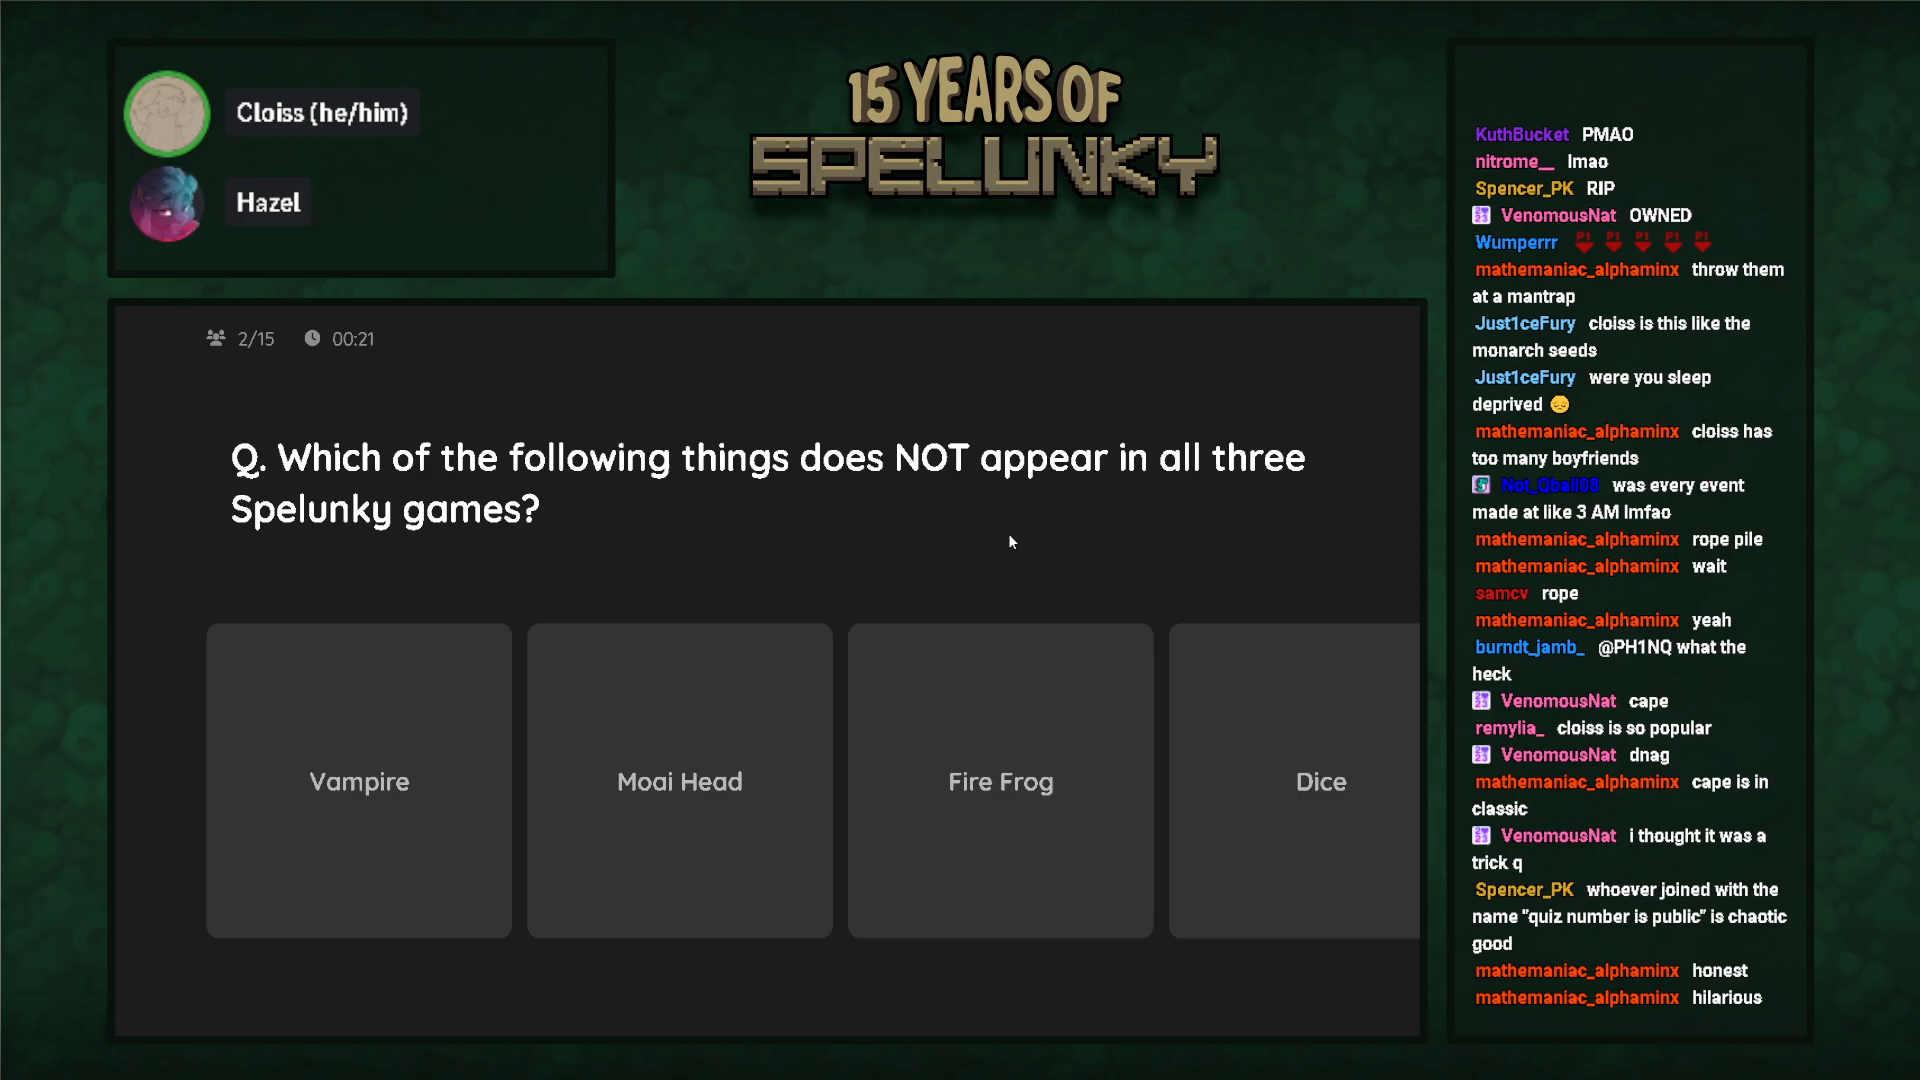 Cloiss (he/him)
Hazel
15 YEARS OF
SPELUNKY
2/15 00:21
Q. Which of the following things does NOT appear in all three
Spelunky games?
Vampire
Moai Head
Fire Frog
Dice
KuthBucket PMAO
nitrome__ lmao
Spencer_PK RIP
VenomousNat OWNED
Wumperrr P1 P1 P1 P1 P1
mathemaniac_alphaminx throw them
at a mantrap
Just1ceFury cloiss is this like the
monarch seeds
Just1ceFury were you sleep
deprived 😔
mathemaniac_alphaminx cloiss has
too many boyfriends
Not_Qball08 was every event
made at like 3 AM lmfao
mathemaniac_alphaminx rope pile
mathemaniac_alphaminx wait
samcv rope
mathemaniac_alphaminx yeah
burndt_jamb_ @PH1NQ what the
heck
VenomousNat cape
remylia_ cloiss is so popular
VenomousNat dnag
mathemaniac_alphaminx cape is in
classic
VenomousNat i thought it was a
trick q
Spencer_PK whoever joined with the
name "quiz number is public" is chaotic
good
mathemaniac_alphaminx honest
mathemaniac_alphaminx hilarious